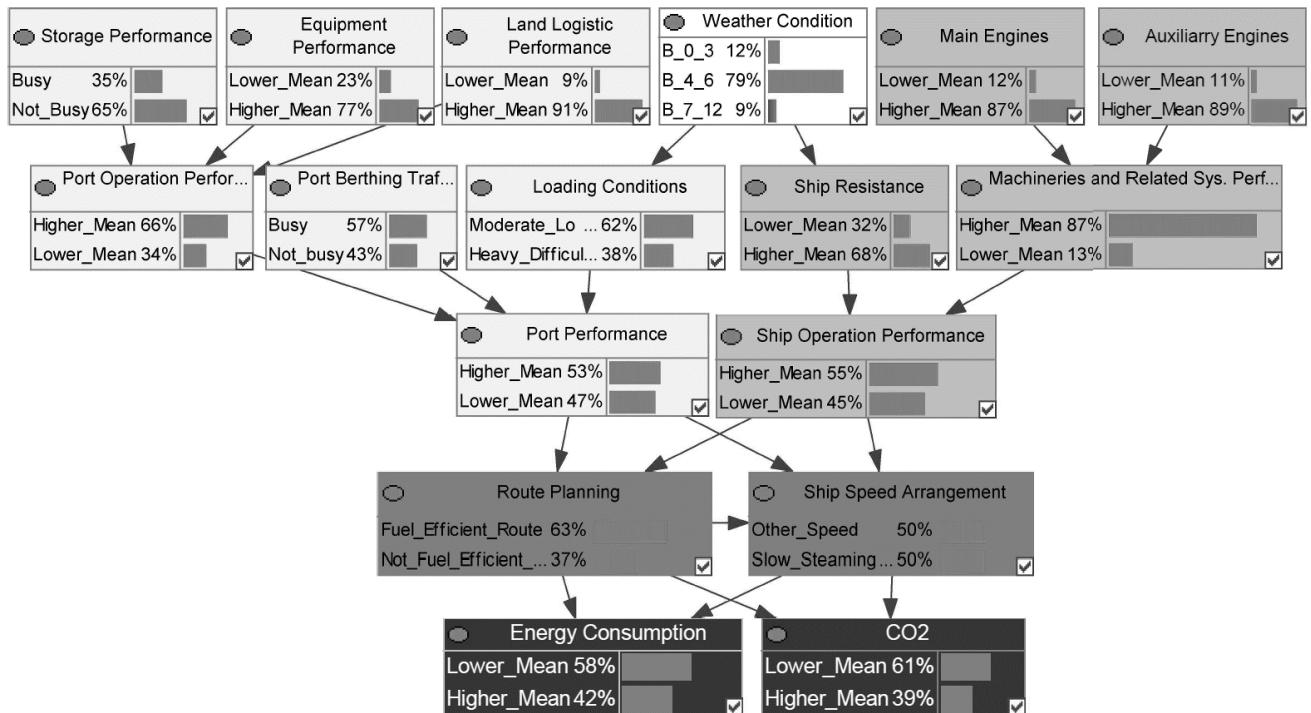 Storage Performance
Busy 35%
Not_Busy 65%
Equipment
Performance
Lower_Mean 23%
Higher_Mean 77%
Land Logistic
Performance
Lower_Mean 9%
Higher_Mean 91%
Weather Condition
B_0_3 12%
B_4_6 79%
B_7_12 9%
Main Engines
Lower_Mean 12%
Higher_Mean 87%
Auxiliarry Engines
Lower_Mean 11%
Higher_Mean 89%
Port Operation Perfor...
Higher_Mean 66%
Lower_Mean 34%
Port Berthing Traf...
Busy 57%
Not_busy 43%
Loading Conditions
Moderate_Lo ... 62%
Heavy_Difficul... 38%
Ship Resistance
Lower_Mean 32%
Higher_Mean 68%
Machineries and Related Sys. Perf...
Higher_Mean 87%
Lower_Mean 13%
Port Performance
Higher_Mean 53%
Lower_Mean 47%
Ship Operation Performance
Higher_Mean 55%
Lower_Mean 45%
Route Planning
Fuel_Efficient_Route 63%
Not_Fuel_Efficient_... 37%
Ship Speed Arrangement
Other_Speed 50%
Slow_Steaming ... 50%
Energy Consumption
Lower_Mean 58%
Higher_Mean 42%
CO2
Lower_Mean 61%
Higher_Mean 39%